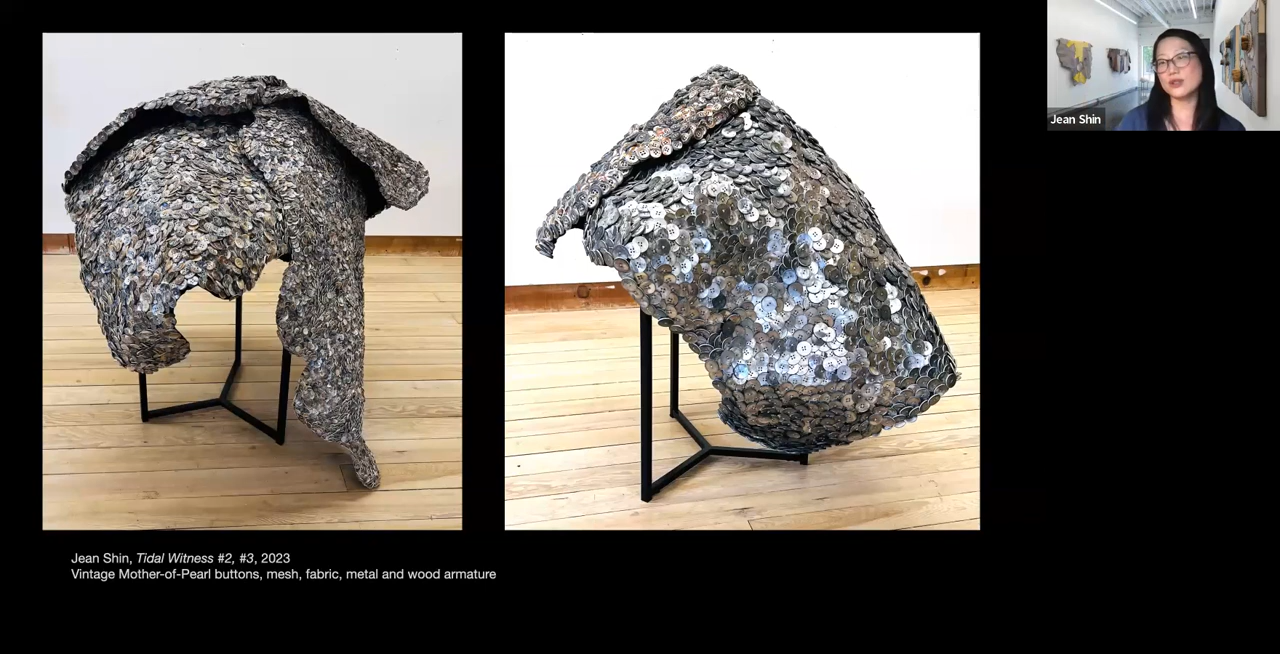 Jean Shin
Jean Shin, Tidal Witness #2, #3, 2023
Vintage Mother-of-Pearl buttons, mesh, fabric, metal and wood armature